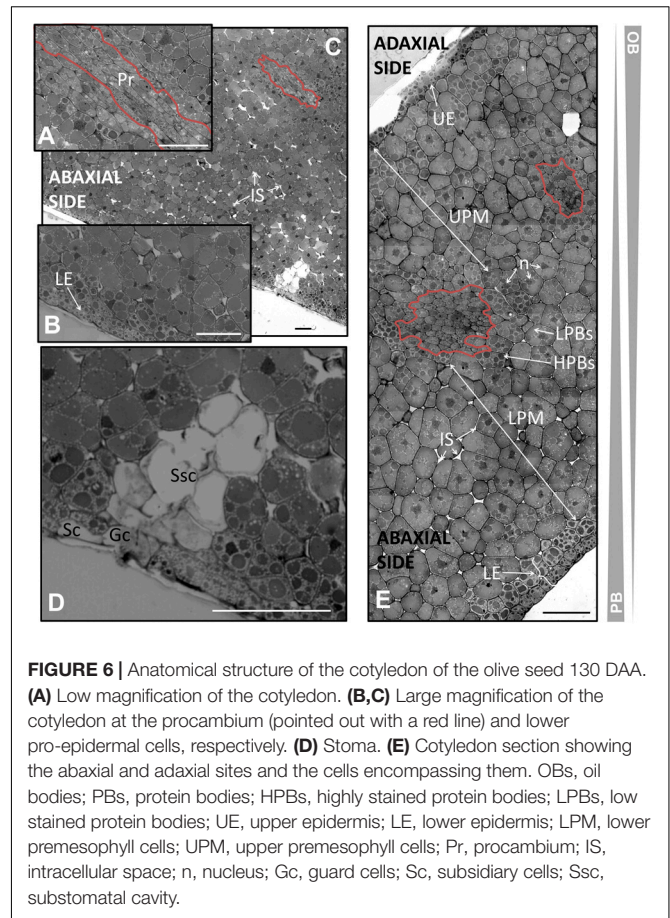 Pr
A
C
ABAXIAL
SIDE
IS
LE
B
Ssc
Sc
Gc
D
ADAXIAL
SIDE
UE
UPM
n
LPBs
HPBs
LPM
IS
ABAXIAL
SIDE
LE
E
OB
PB
FIGURE 6 | Anatomical structure of the cotyledon of the olive seed 130 DAA.
(A) Low magnification of the cotyledon. (B,C) Large magnification of the
cotyledon at the procambium (pointed out with a red line) and lower
pro-epidermal cells, respectively. (D) Stoma. (E) Cotyledon section showing
the abaxial and adaxial sites and the cells encompassing them. OBs, oil
bodies; PBs, protein bodies; HPBs, highly stained protein bodies; LPBs, low
stained protein bodies; UE, upper epidermis; LE, lower epidermis; LPM, lower
premesophyll cells; UPM, upper premesophyll cells; Pr, procambium; IS,
intracellular space; n, nucleus; Gc, guard cells; Sc, subsidiary cells; Ssc,
substomatal cavity.